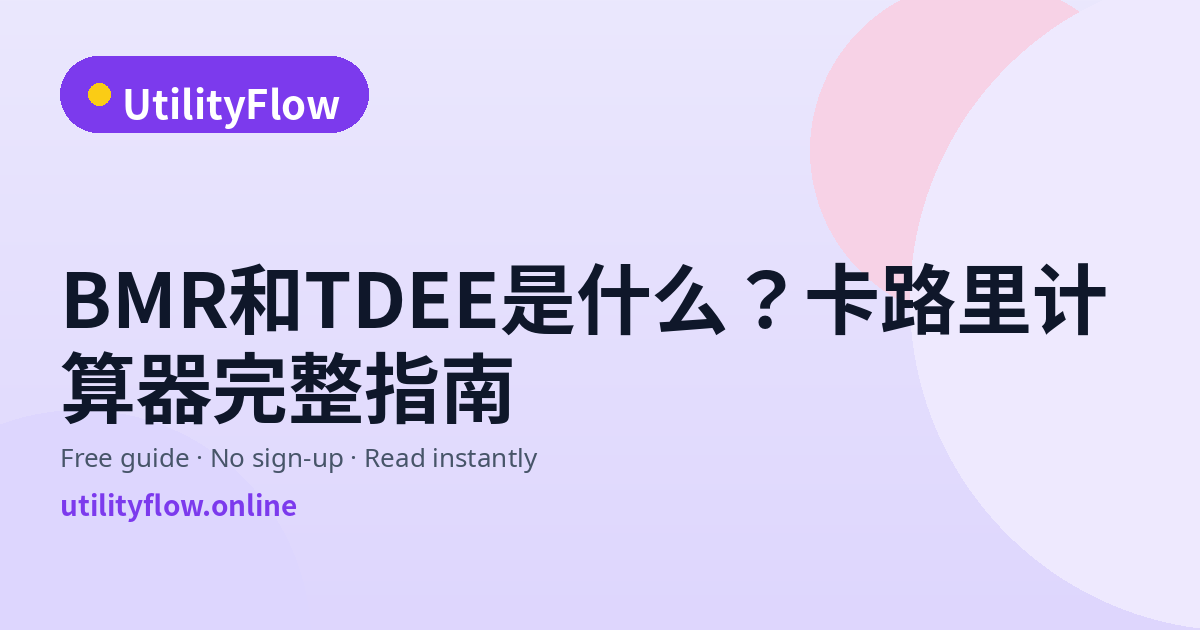 UtilityFlow
BMR和TDEE是什么？卡路里计
算器完整指南
Free guide · No sign-up · Read instantly
utilityflow.online